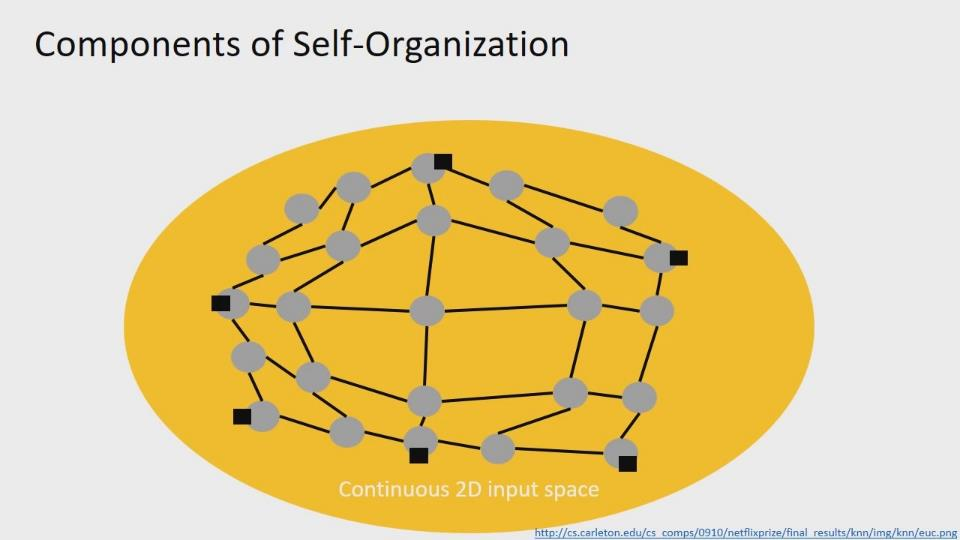 Components of Self-Organization
Continuous 2D input space
http://cs.carleton.edu/cs_comps/0910/netflixprize/final_results/knn/img/knn/euc.png